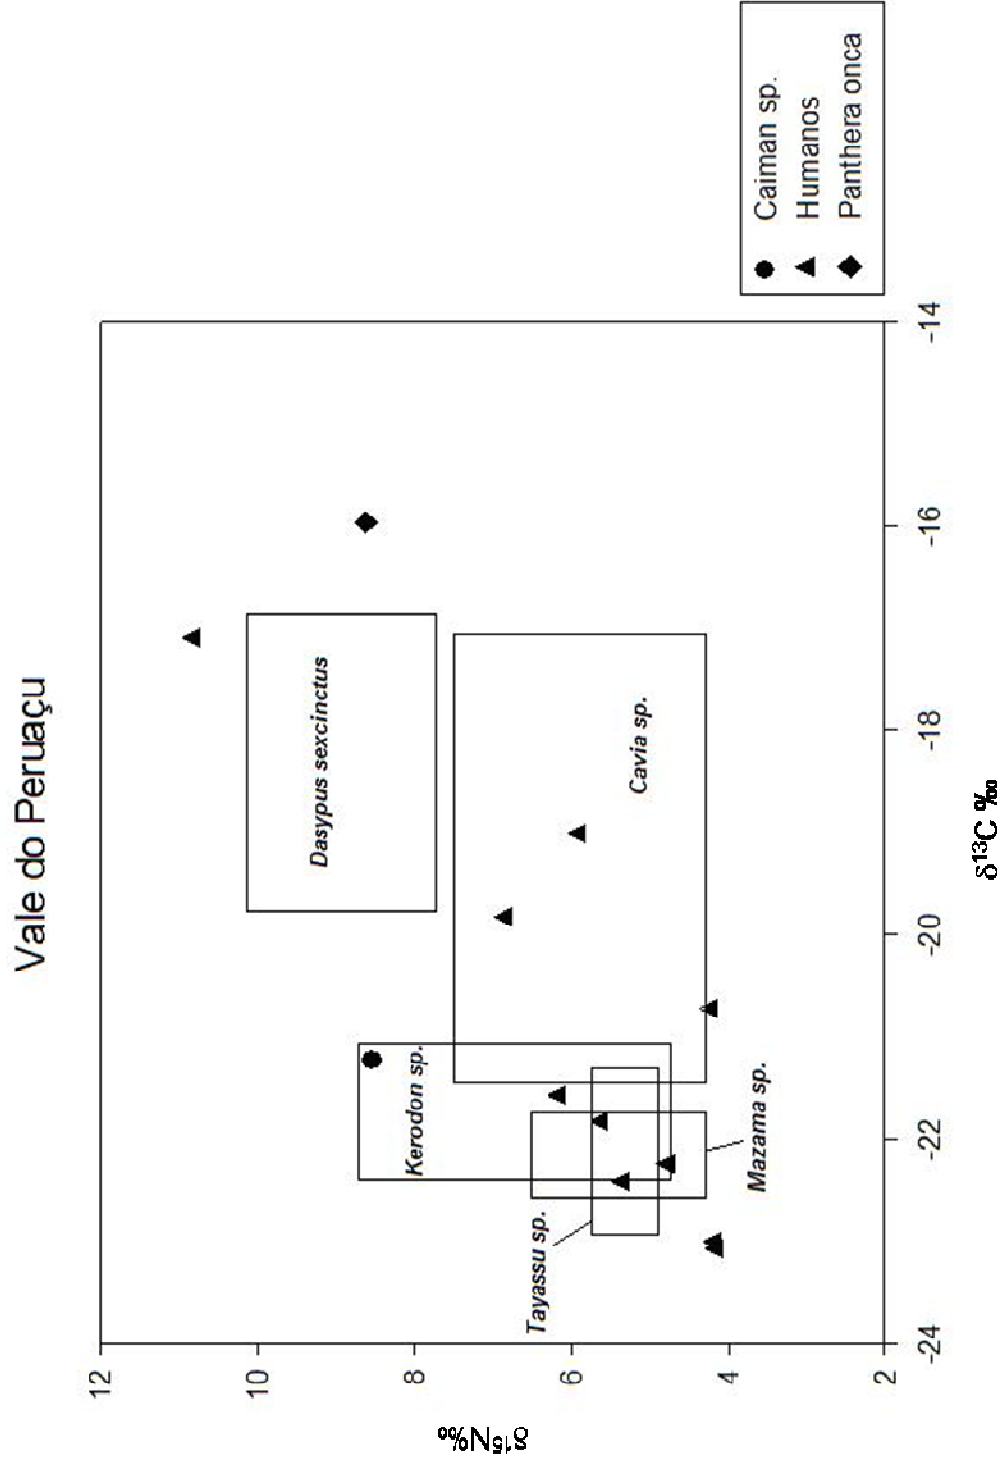 Vale do Peruaçu
12
10
8
6
4
2
δ15N‰
-24
-22
-20
-18
-16
-14
δ13C ‰
Dasypus sexcinctus
Cavia sp.
Kerodon sp.
Tayassu sp.
Mazama sp.
Caiman sp.
Humanos
Panthera onca